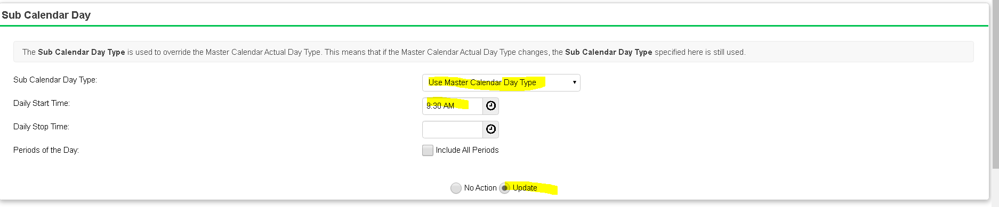 Sub Calendar Day
The Sub Calendar Day Type is used to override the Master Calendar Actual Day Type. This means that if the Master Calendar Actual Day Type changes, the Sub Calendar Day Type specified here is still used.
Sub Calendar Day Type:
Use Master Calendar Day Type
Daily Start Time:
9:30 AM
Daily Stop Time:
Periods of the Day:
Include All Periods
No Action
Update